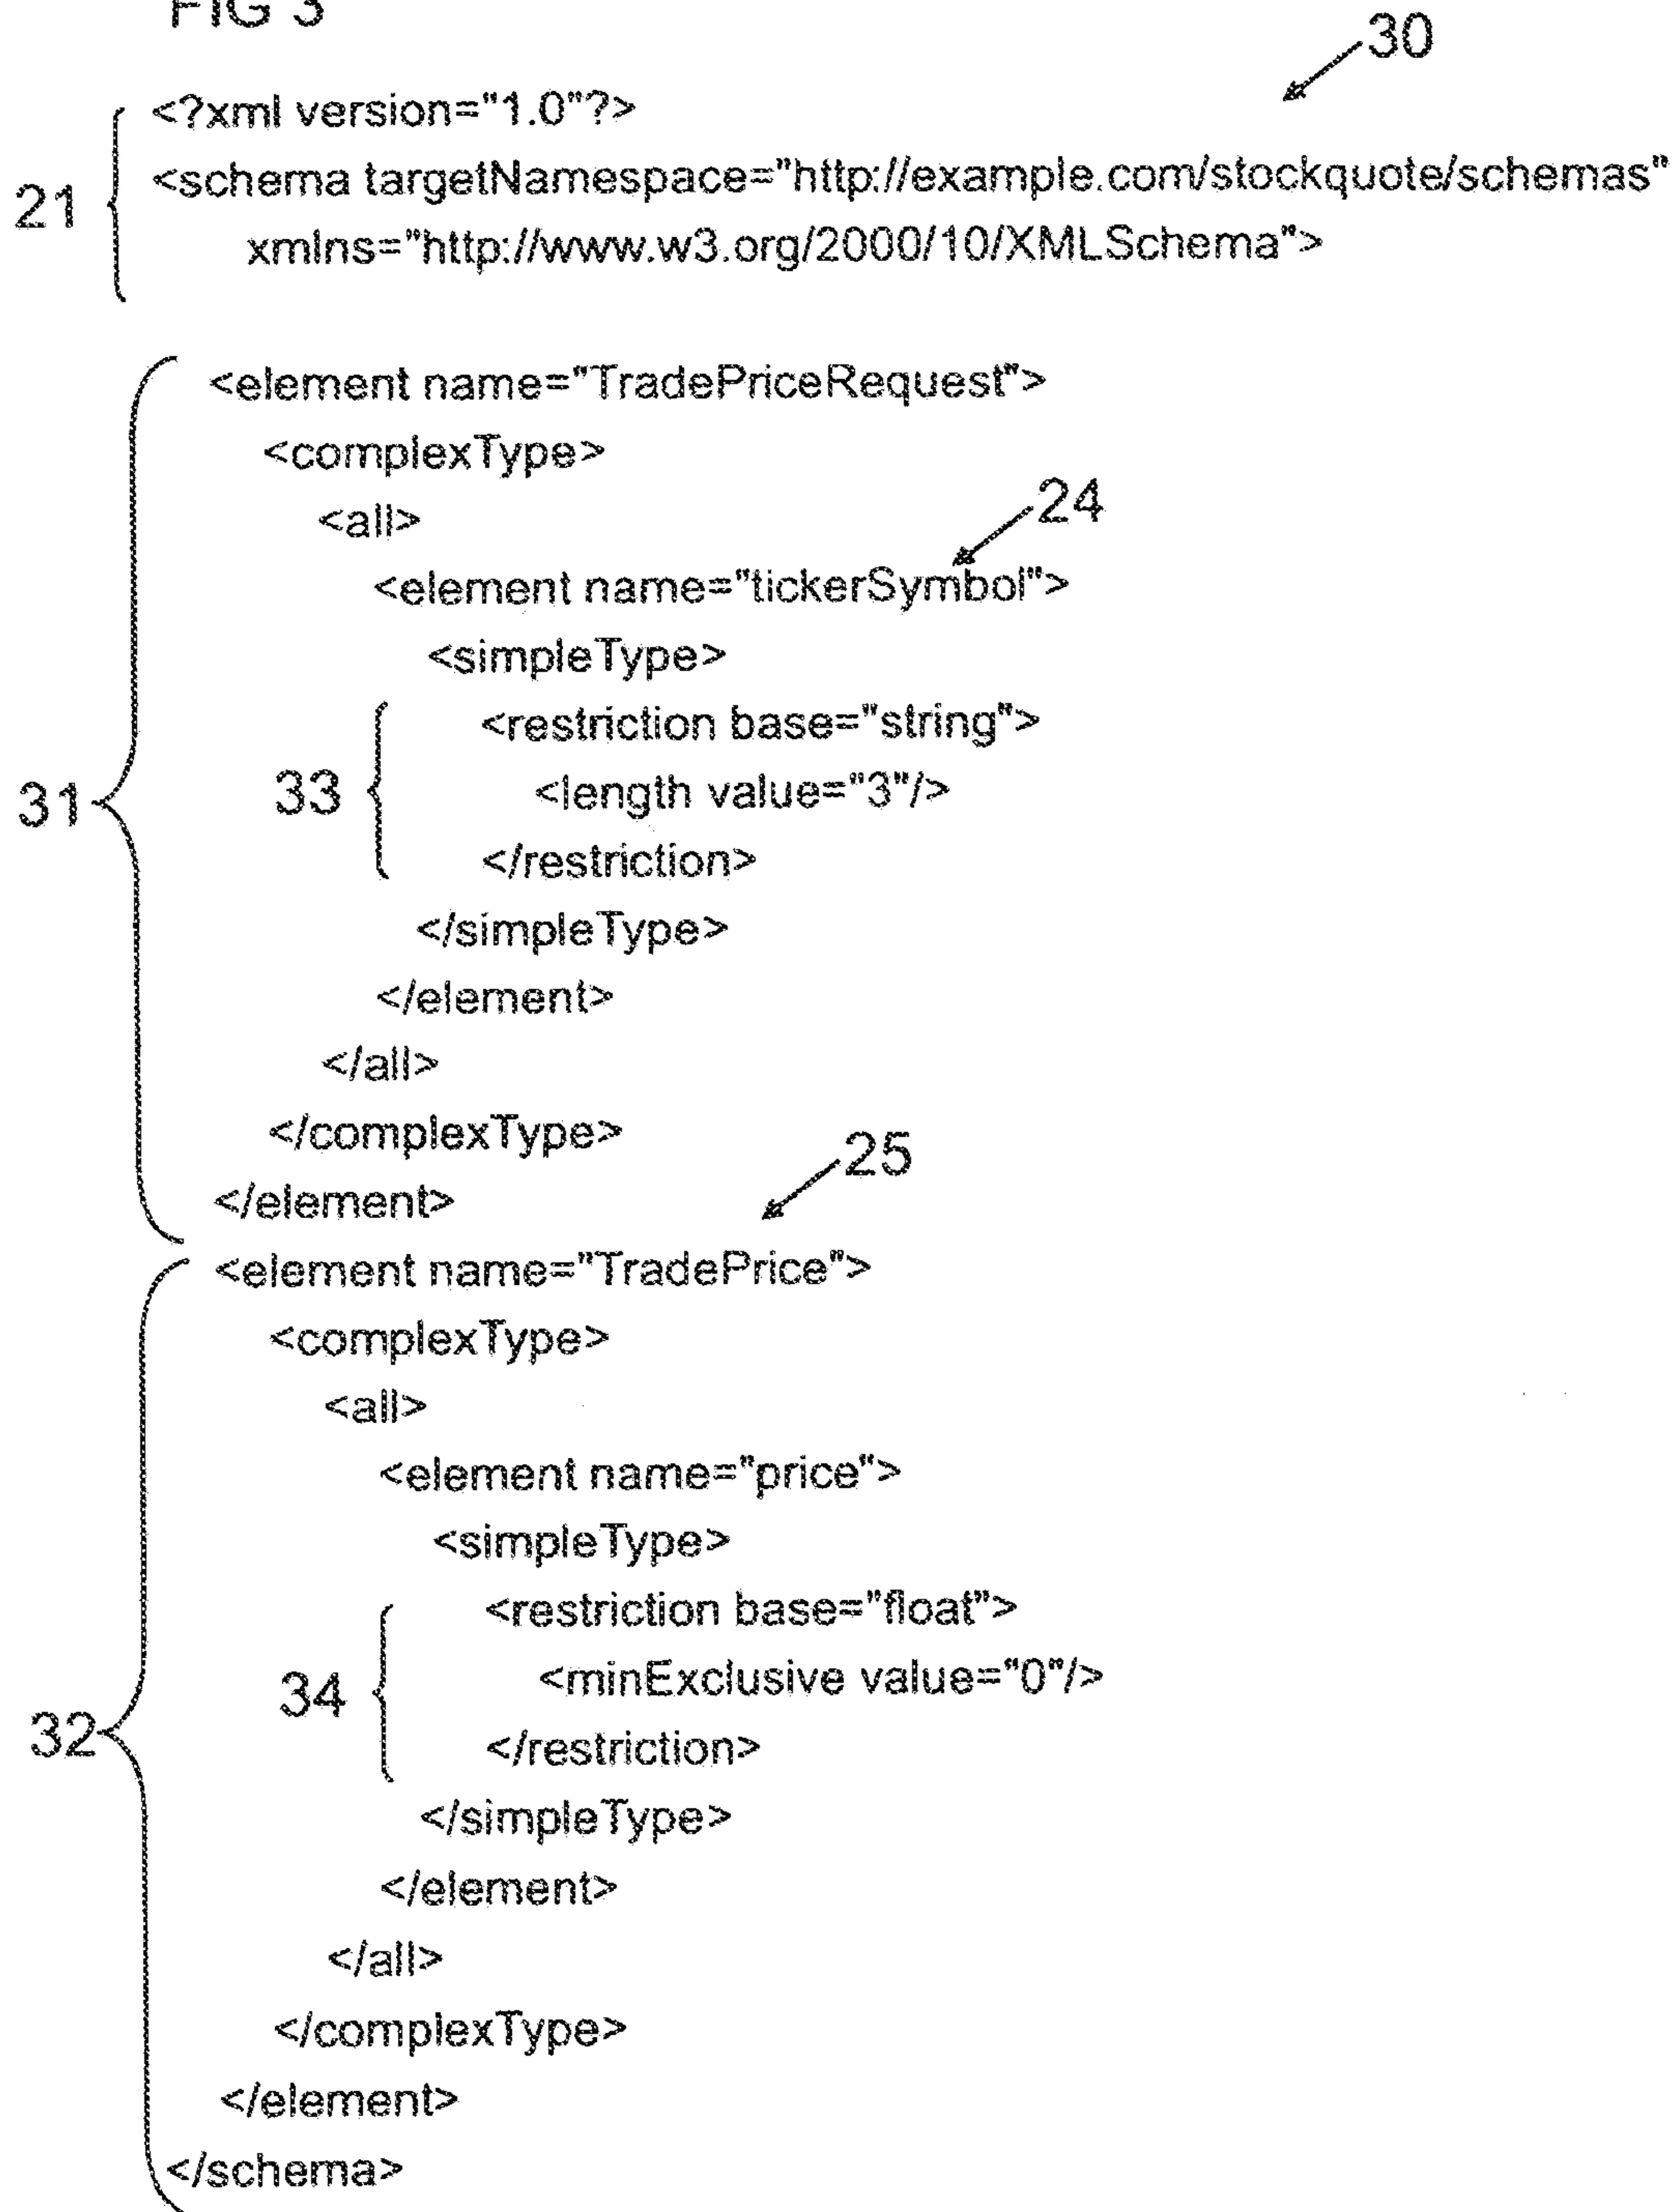 FIG 3
30
<?xml version="1.0"?>
21
<schema targetNamespace="http://example.com/stockquote/schemas"
xmlns="http://www.w3.org/2000/10/XMLSchema">
<element name="TradePriceRequest">
<complexType>
<all>
24
<element name="tickerSymbol">
<simpleType>
<restriction base="string">
31
33
<length value="3"/>
</restriction>
</simpleType>
</element>
</all>
</complexType>
25
</element>
<element name="TradePrice">
<complexType>
<all>
<element name="price">
<simpleType>
<restriction base="float">
34
<minExclusive value="0"/>
32
</restriction>
</simpleType>
</element>
</all>
</complexType>
</element>
</schema>